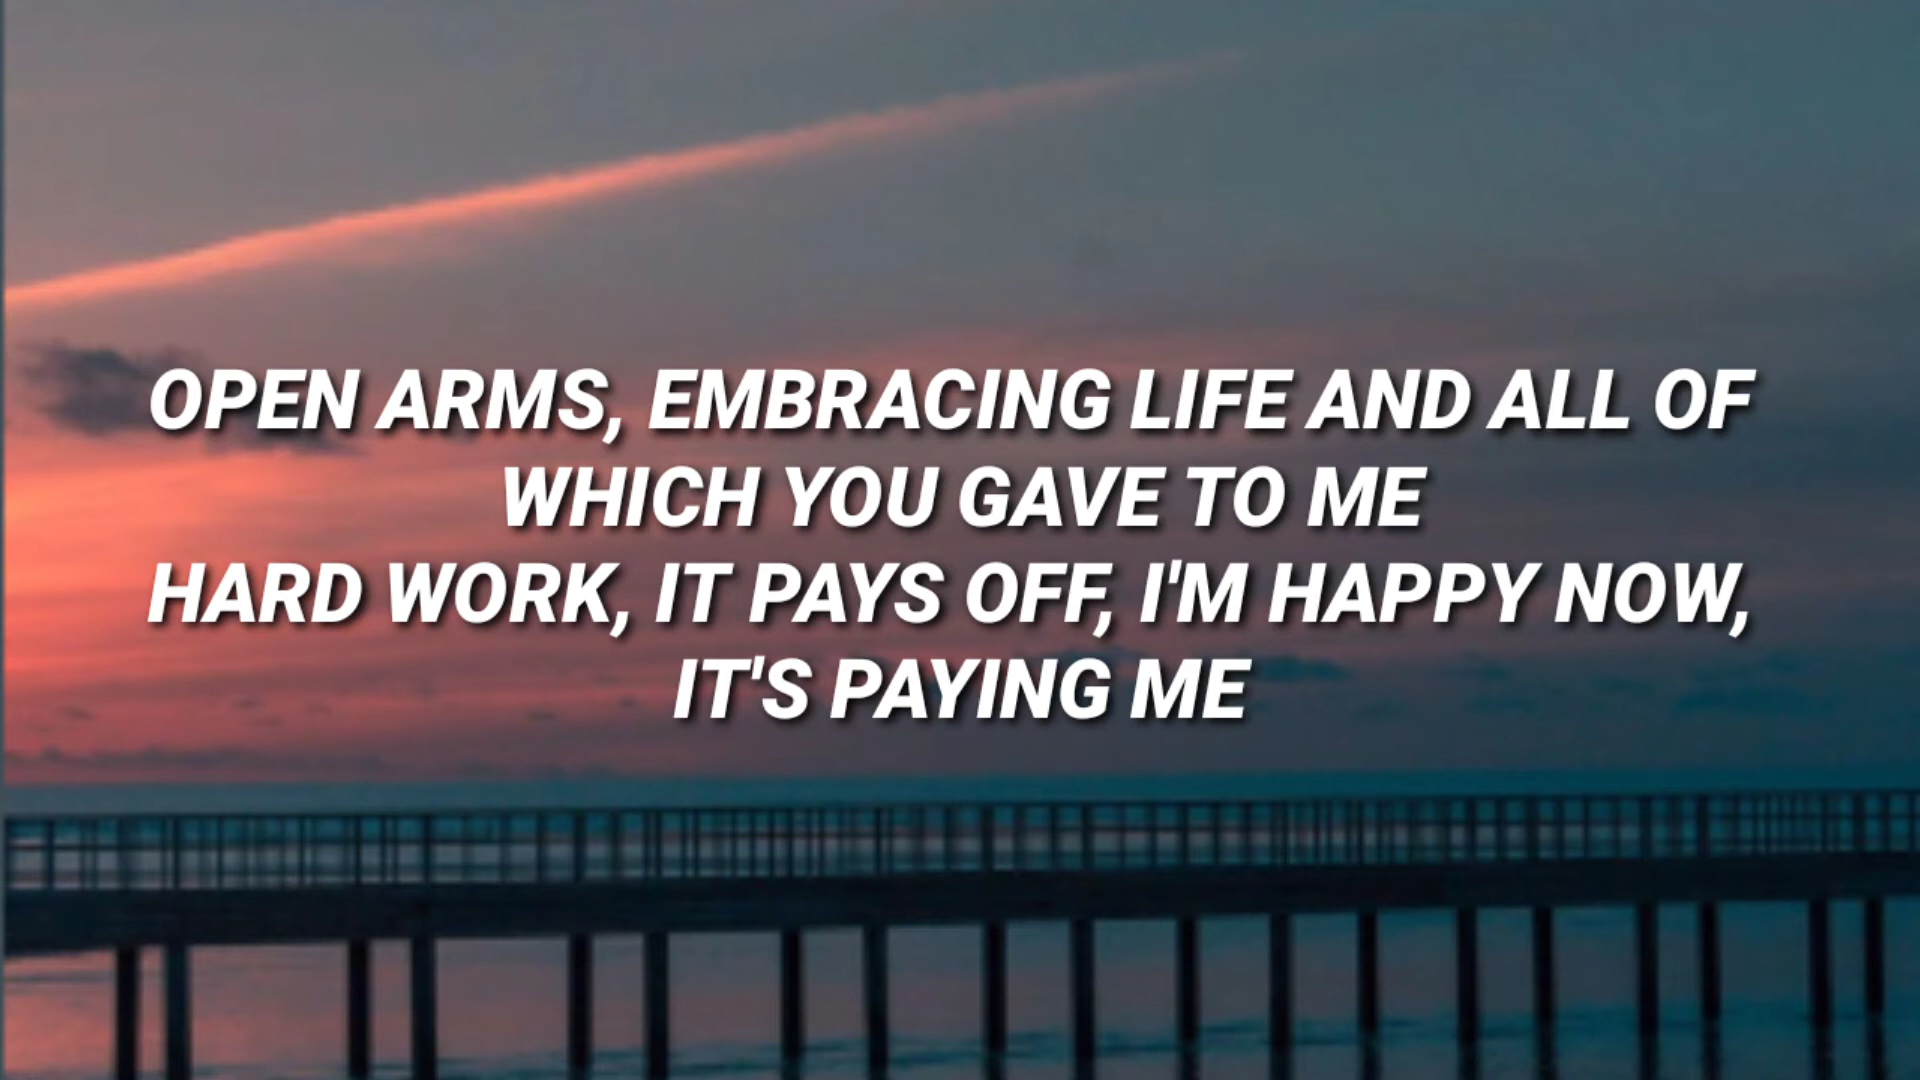 OPEN ARMS, EMBRACING LIFE AND ALL OF
WHICH YOU GAVE TO ME
HARD WORK, IT PAYS OFF, I'M HAPPY NOW,
IT'S PAYING ME